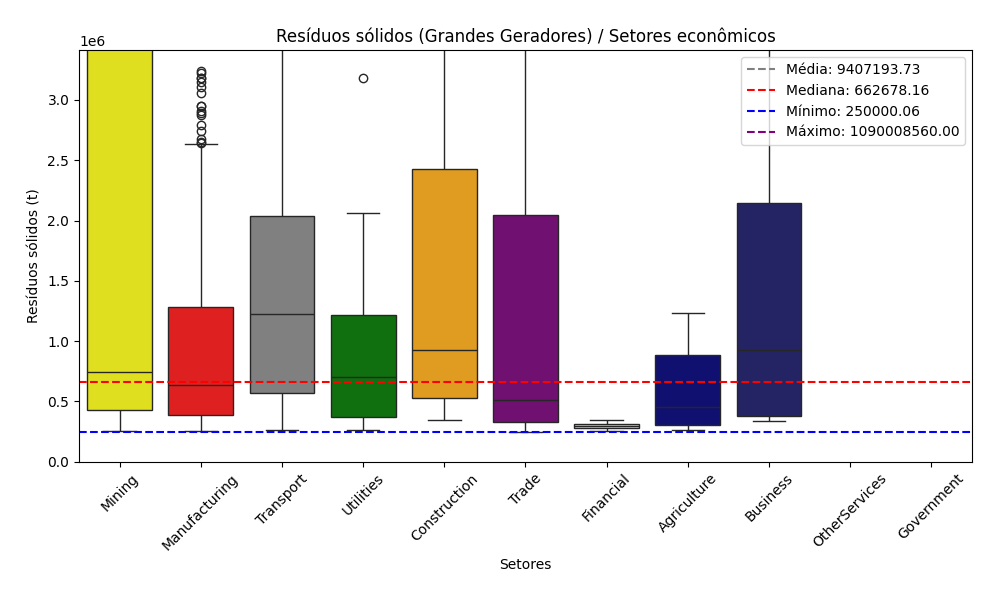 Resíduos sólidos (Grandes Geradores) / Setores econômicos
1e6
Média: 9407193.73
Mediana: 662678.16
Mínimo: 250000.06
Máximo: 1090008560.00
Resíduos sólidos (t)
3.0
2.5
2.0
1.5
1.0
0.5
0.0
Mining
Manufacturing
Transport
Utilities
Construction
Trade
Financial
Agriculture
Business
OtherServices
Government
Setores